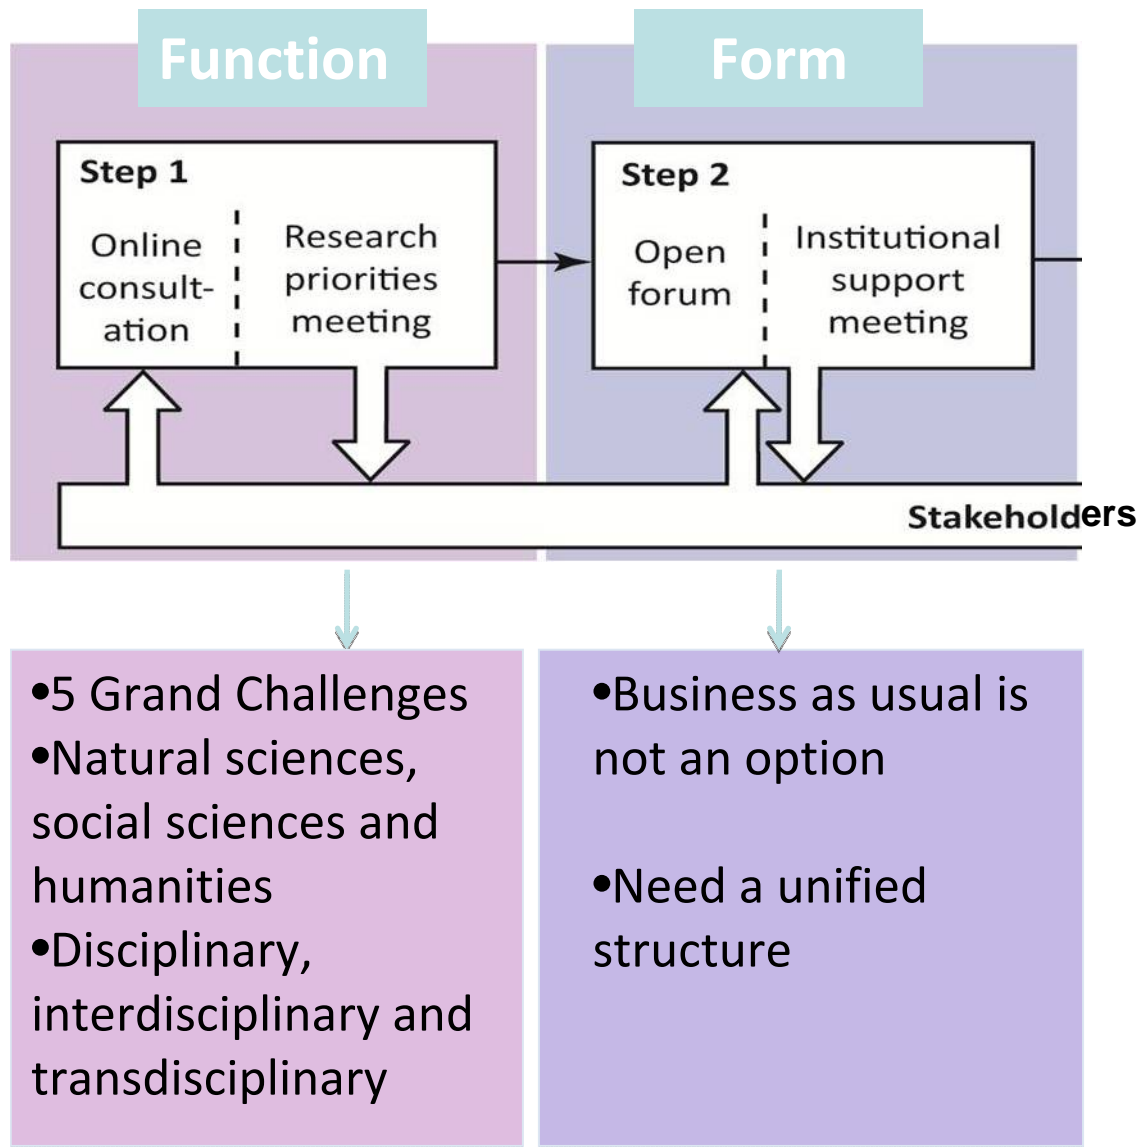 Function
Form
Step 1
Online
consult-
ation
Research
priorities
meeting
Step 2
Open
forum
Institutional
support
meeting
Stakeholders
•5 Grand Challenges
•Natural sciences,
social sciences and
humanities
•Disciplinary,
interdisciplinary and
transdisciplinary
•Business as usual is
not an option
•Need a unified
structure